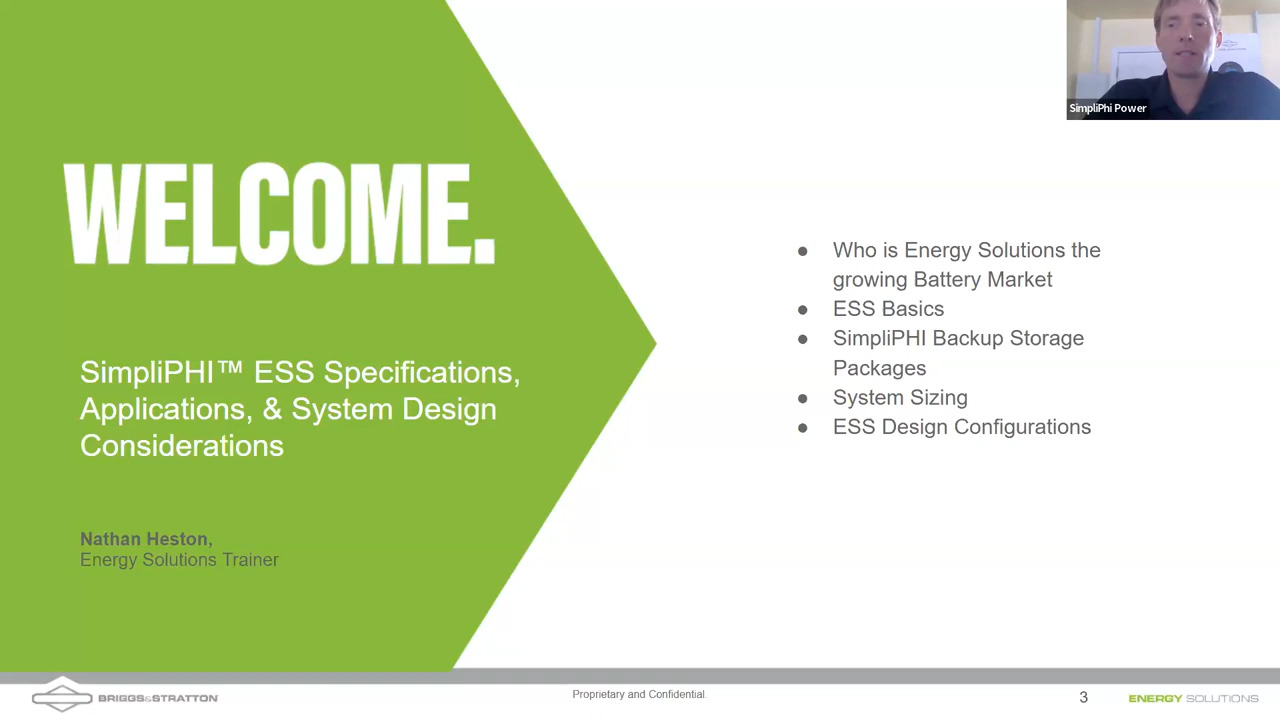 SimpliPhi Power
WELCOME.
SimpliPHI™ ESS Specifications,
Applications, & System Design
Considerations
Nathan Heston,
Energy Solutions Trainer
● Who is Energy Solutions the
growing Battery Market
● ESS Basics
● SimpliPHI Backup Storage
Packages
● System Sizing
● ESS Design Configurations
BRIGGS&STRATTON
Proprietary and Confidential.
3
ENERGY SOLUTIONS